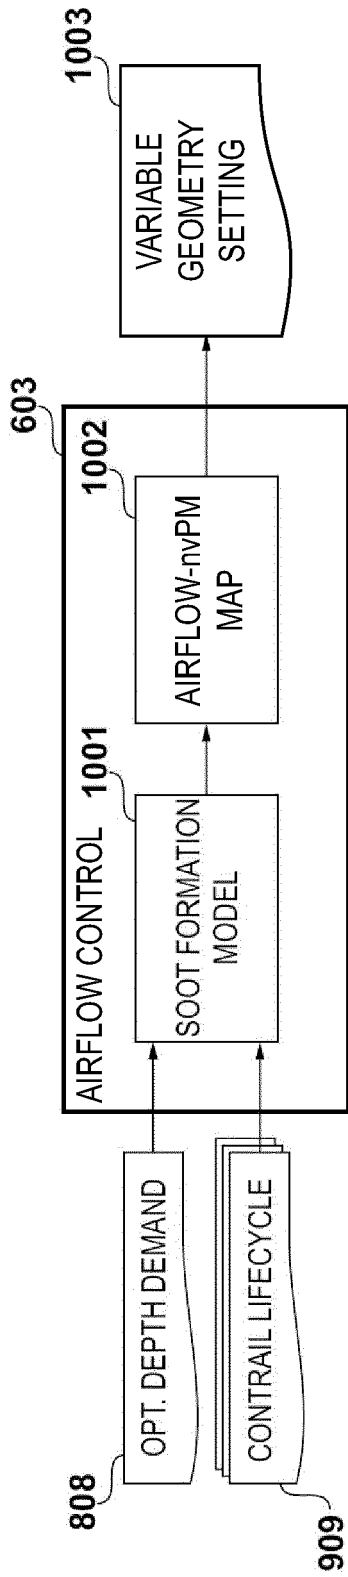 603
AIRFLOW CONTROL
808
OPT. DEPTH DEMAND
909
CONTRAIL LIFECYCLE
1001
SOOT FORMATION
MODEL
1002
AIRFLOW-nvPM
MAP
1003
VARIABLE
GEOMETRY
SETTING